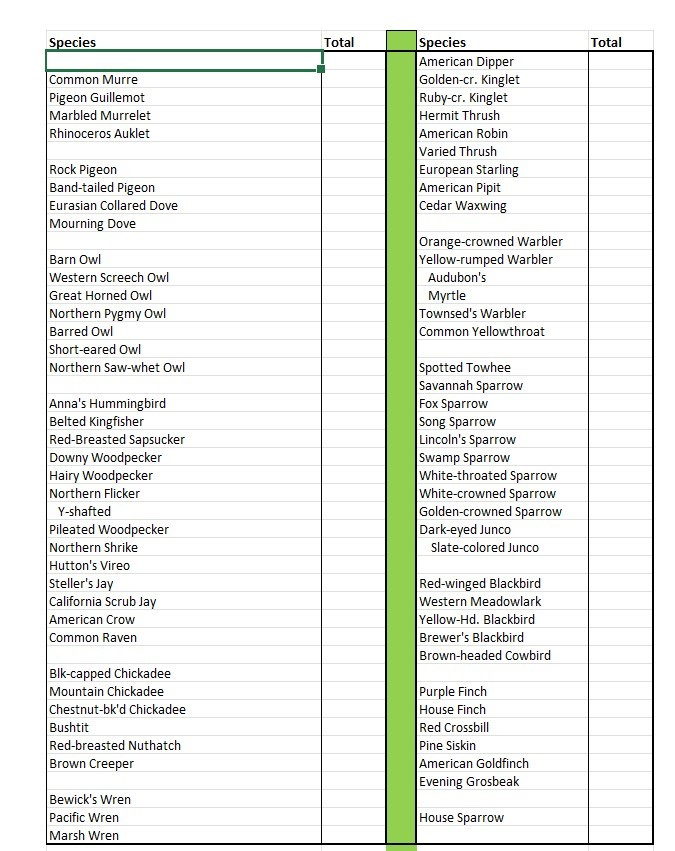 Species Total Species Total
American Dipper
Common Murre Golden-cr. Kinglet
Pigeon Guillemot Ruby-cr. Kinglet
Marbled Murrelet Hermit Thrush
Rhinoceros Auklet American Robin
Varied Thrush
Rock Pigeon European Starling
Band-tailed Pigeon American Pipit
Eurasian Collared Dove Cedar Waxwing
Mourning Dove
Orange-crowned Warbler
Barn Owl Yellow-rumped Warbler
Western Screech Owl Audubon's
Great Horned Owl Myrtle
Northern Pygmy Owl Townsed's Warbler
Barred Owl Common Yellowthroat
Short-eared Owl
Northern Saw-whet Owl Spotted Towhee
Savannah Sparrow
Anna's Hummingbird Fox Sparrow
Belted Kingfisher Song Sparrow
Red-Breasted Sapsucker Lincoln's Sparrow
Downy Woodpecker Swamp Sparrow
Hairy Woodpecker White-throated Sparrow
Northern Flicker White-crowned Sparrow
Y-shafted Golden-crowned Sparrow
Pileated Woodpecker Dark-eyed Junco
Northern Shrike Slate-colored Junco
Hutton's Vireo
Steller's Jay Red-winged Blackbird
California Scrub Jay Western Meadowlark
American Crow Yellow-Hd. Blackbird
Common Raven Brewer's Blackbird
Brown-headed Cowbird
Blk-capped Chickadee
Mountain Chickadee Purple Finch
Chestnut-bk'd Chickadee House Finch
Bushtit Red Crossbill
Red-breasted Nuthatch Pine Siskin
Brown Creeper American Goldfinch
Evening Grosbeak
Bewick's Wren
Pacific Wren House Sparrow
Marsh Wren